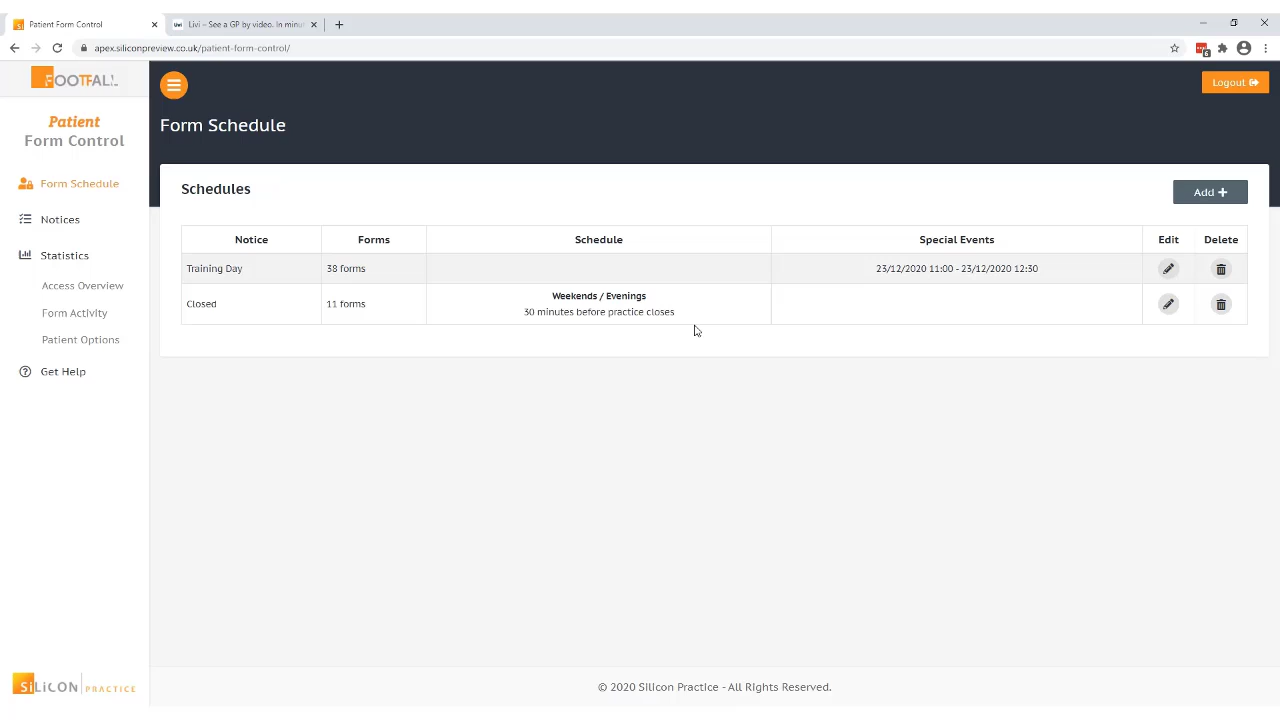 Patient Form Control
Livi – See a GP by video. In minu
apex.siliconpreview.co.uk/patient-form-control/
6
FOOTFALL
Logout
Patient
Form Control
Form Schedule
Form Schedule
Notices
Statistics
Access Overview
Form Activity
Patient Options
Get Help
Schedules
Add +
Notice Forms Schedule Special Events Edit Delete
Training Day 38 forms 23/12/2020 11:00 - 23/12/2020 12:30
Closed 11 forms Weekends / Evenings
30 minutes before practice closes
SiLiCON PRACTICE
© 2020 Silicon Practice - All Rights Reserved.